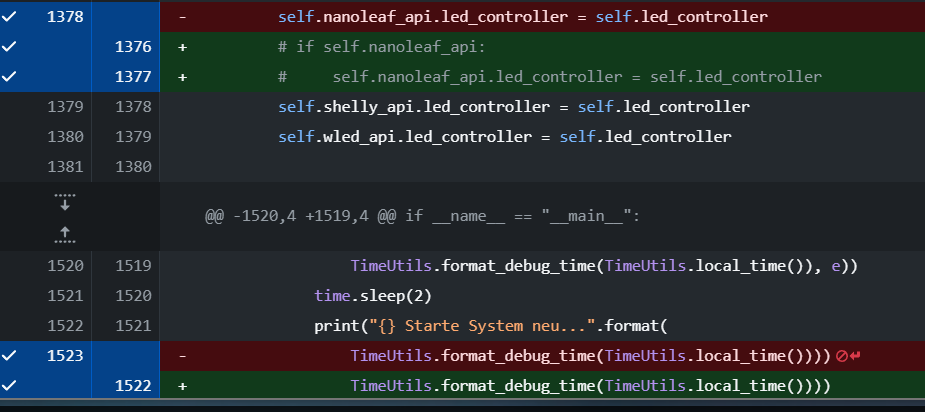 1378 - self.nanoleaf_api.led_controller = self.led_controller
1376 + # if self.nanoleaf_api:
1377 + #     self.nanoleaf_api.led_controller = self.led_controller
1379 1378 self.shelly_api.led_controller = self.led_controller
1380 1379 self.wled_api.led_controller = self.led_controller
1381 1380
@@ -1520,4 +1519,4 @@ if __name__ == "__main__":
1520 1519 TimeUtils.format_debug_time(TimeUtils.local_time()), e))
1521 1520 time.sleep(2)
1522 1521 print("{} Starte System neu...".format(
1523 - TimeUtils.format_debug_time(TimeUtils.local_time())))
1522 + TimeUtils.format_debug_time(TimeUtils.local_time())))